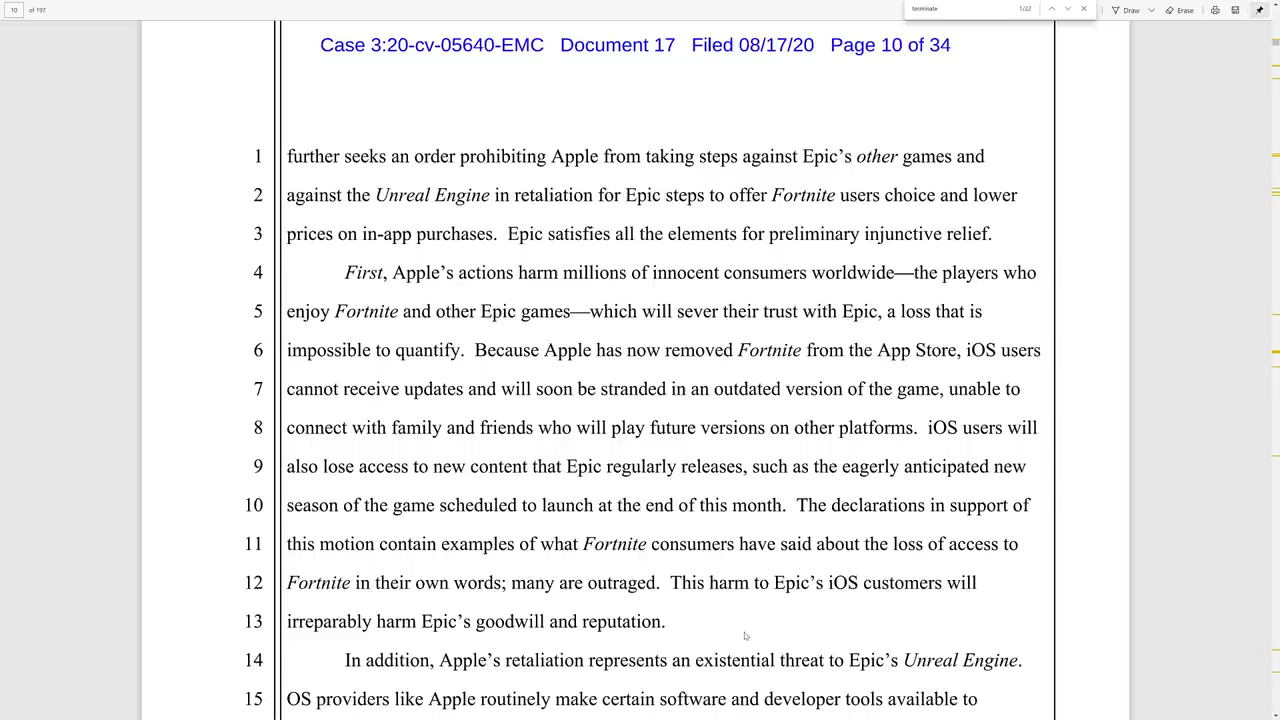 10 of 197
terminate 1/22
Draw Erase
Case 3:20-cv-05640-EMC Document 17 Filed 08/17/20 Page 10 of 34
1 further seeks an order prohibiting Apple from taking steps against Epic’s other games and
2 against the Unreal Engine in retaliation for Epic steps to offer Fortnite users choice and lower
3 prices on in-app purchases. Epic satisfies all the elements for preliminary injunctive relief.
4 First, Apple’s actions harm millions of innocent consumers worldwide—the players who
5 enjoy Fortnite and other Epic games—which will sever their trust with Epic, a loss that is
6 impossible to quantify. Because Apple has now removed Fortnite from the App Store, iOS users
7 cannot receive updates and will soon be stranded in an outdated version of the game, unable to
8 connect with family and friends who will play future versions on other platforms. iOS users will
9 also lose access to new content that Epic regularly releases, such as the eagerly anticipated new
10 season of the game scheduled to launch at the end of this month. The declarations in support of
11 this motion contain examples of what Fortnite consumers have said about the loss of access to
12 Fortnite in their own words; many are outraged. This harm to Epic’s iOS customers will
13 irreparably harm Epic’s goodwill and reputation.
14 In addition, Apple’s retaliation represents an existential threat to Epic’s Unreal Engine.
15 OS providers like Apple routinely make certain software and developer tools available to